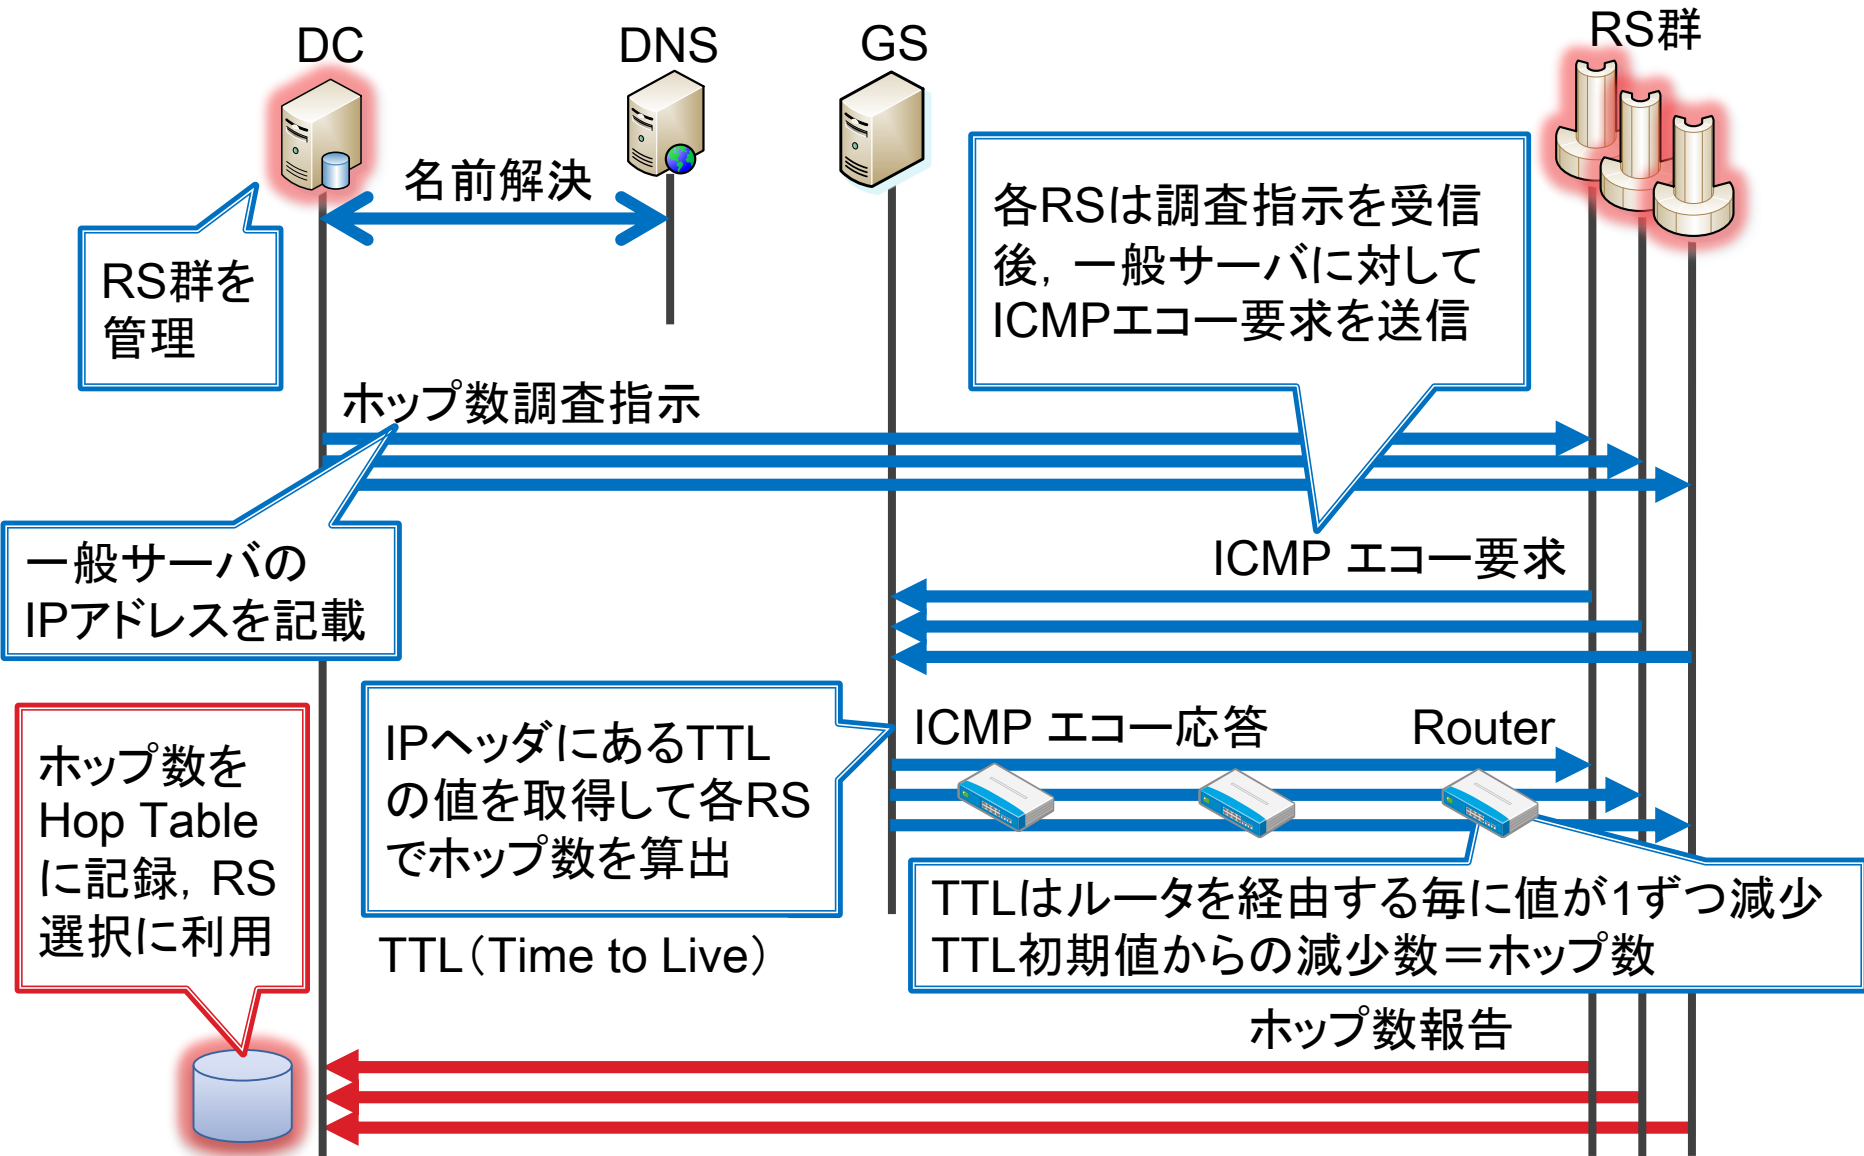 DC
DNS
GS
RS群
名前解決
RS群を
管理
各RSは調査指示を受信
後，一般サーバに対して
ICMPエコー要求を送信
ホップ数調査指示
一般サーバの
IPアドレスを記載
ICMP エコー要求
ICMP エコー応答
Router
IPヘッダにあるTTL
の値を取得して各RS
でホップ数を算出
ホップ数を
Hop Table
に記録，RS
選択に利用
TTLはルータを経由する毎に値が1ずつ減少
TTL初期値からの減少数＝ホップ数
TTL（Time to Live）
ホップ数報告